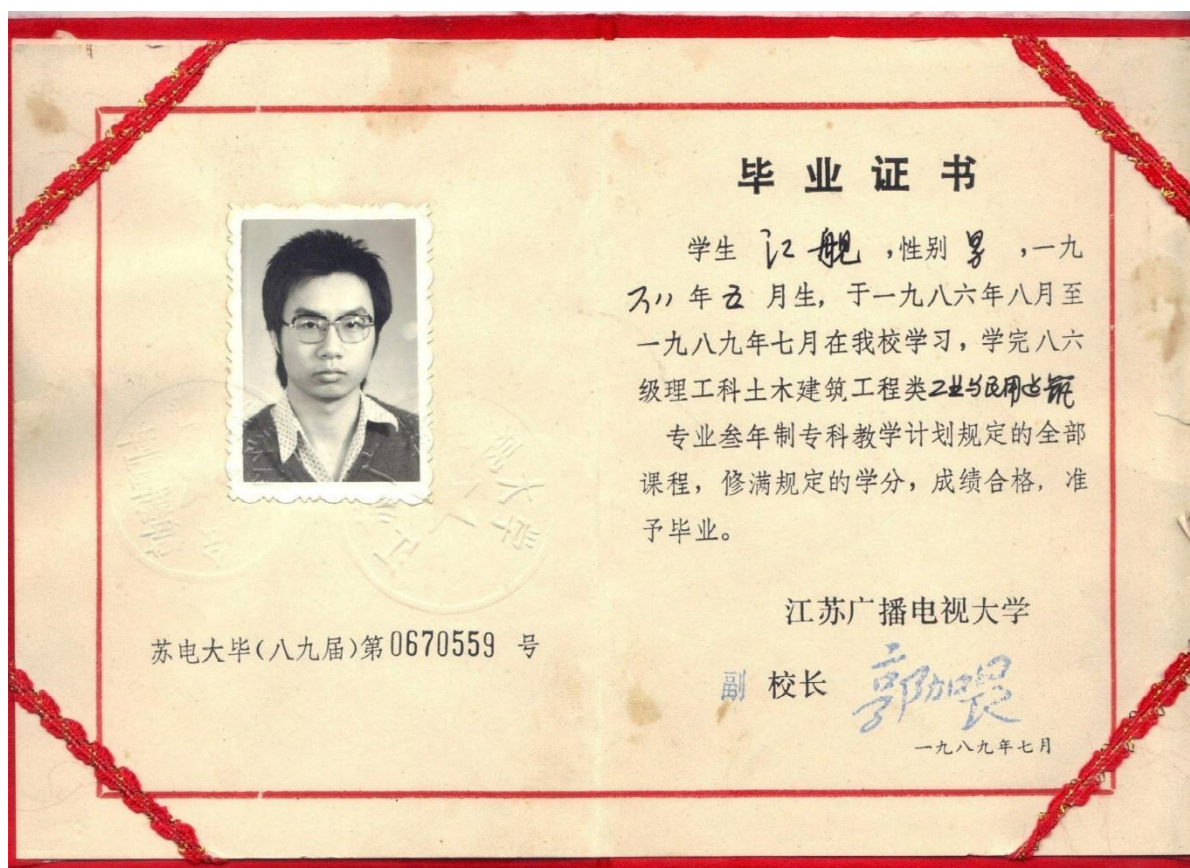 苏电大毕(八九届)第0670559 号
毕业证书
学生 江舰 ,性别 男 ,一九
六八年五月生,于一九八六年八月至
一九八九年七月在我校学习,学完八六
级理工科土木建筑工程类工业与民用建筑
专业叁年制专科教学计划规定的全部
课程,修满规定的学分,成绩合格,准
予毕业。
江苏广播电视大学
副 校长
一九八九年七月